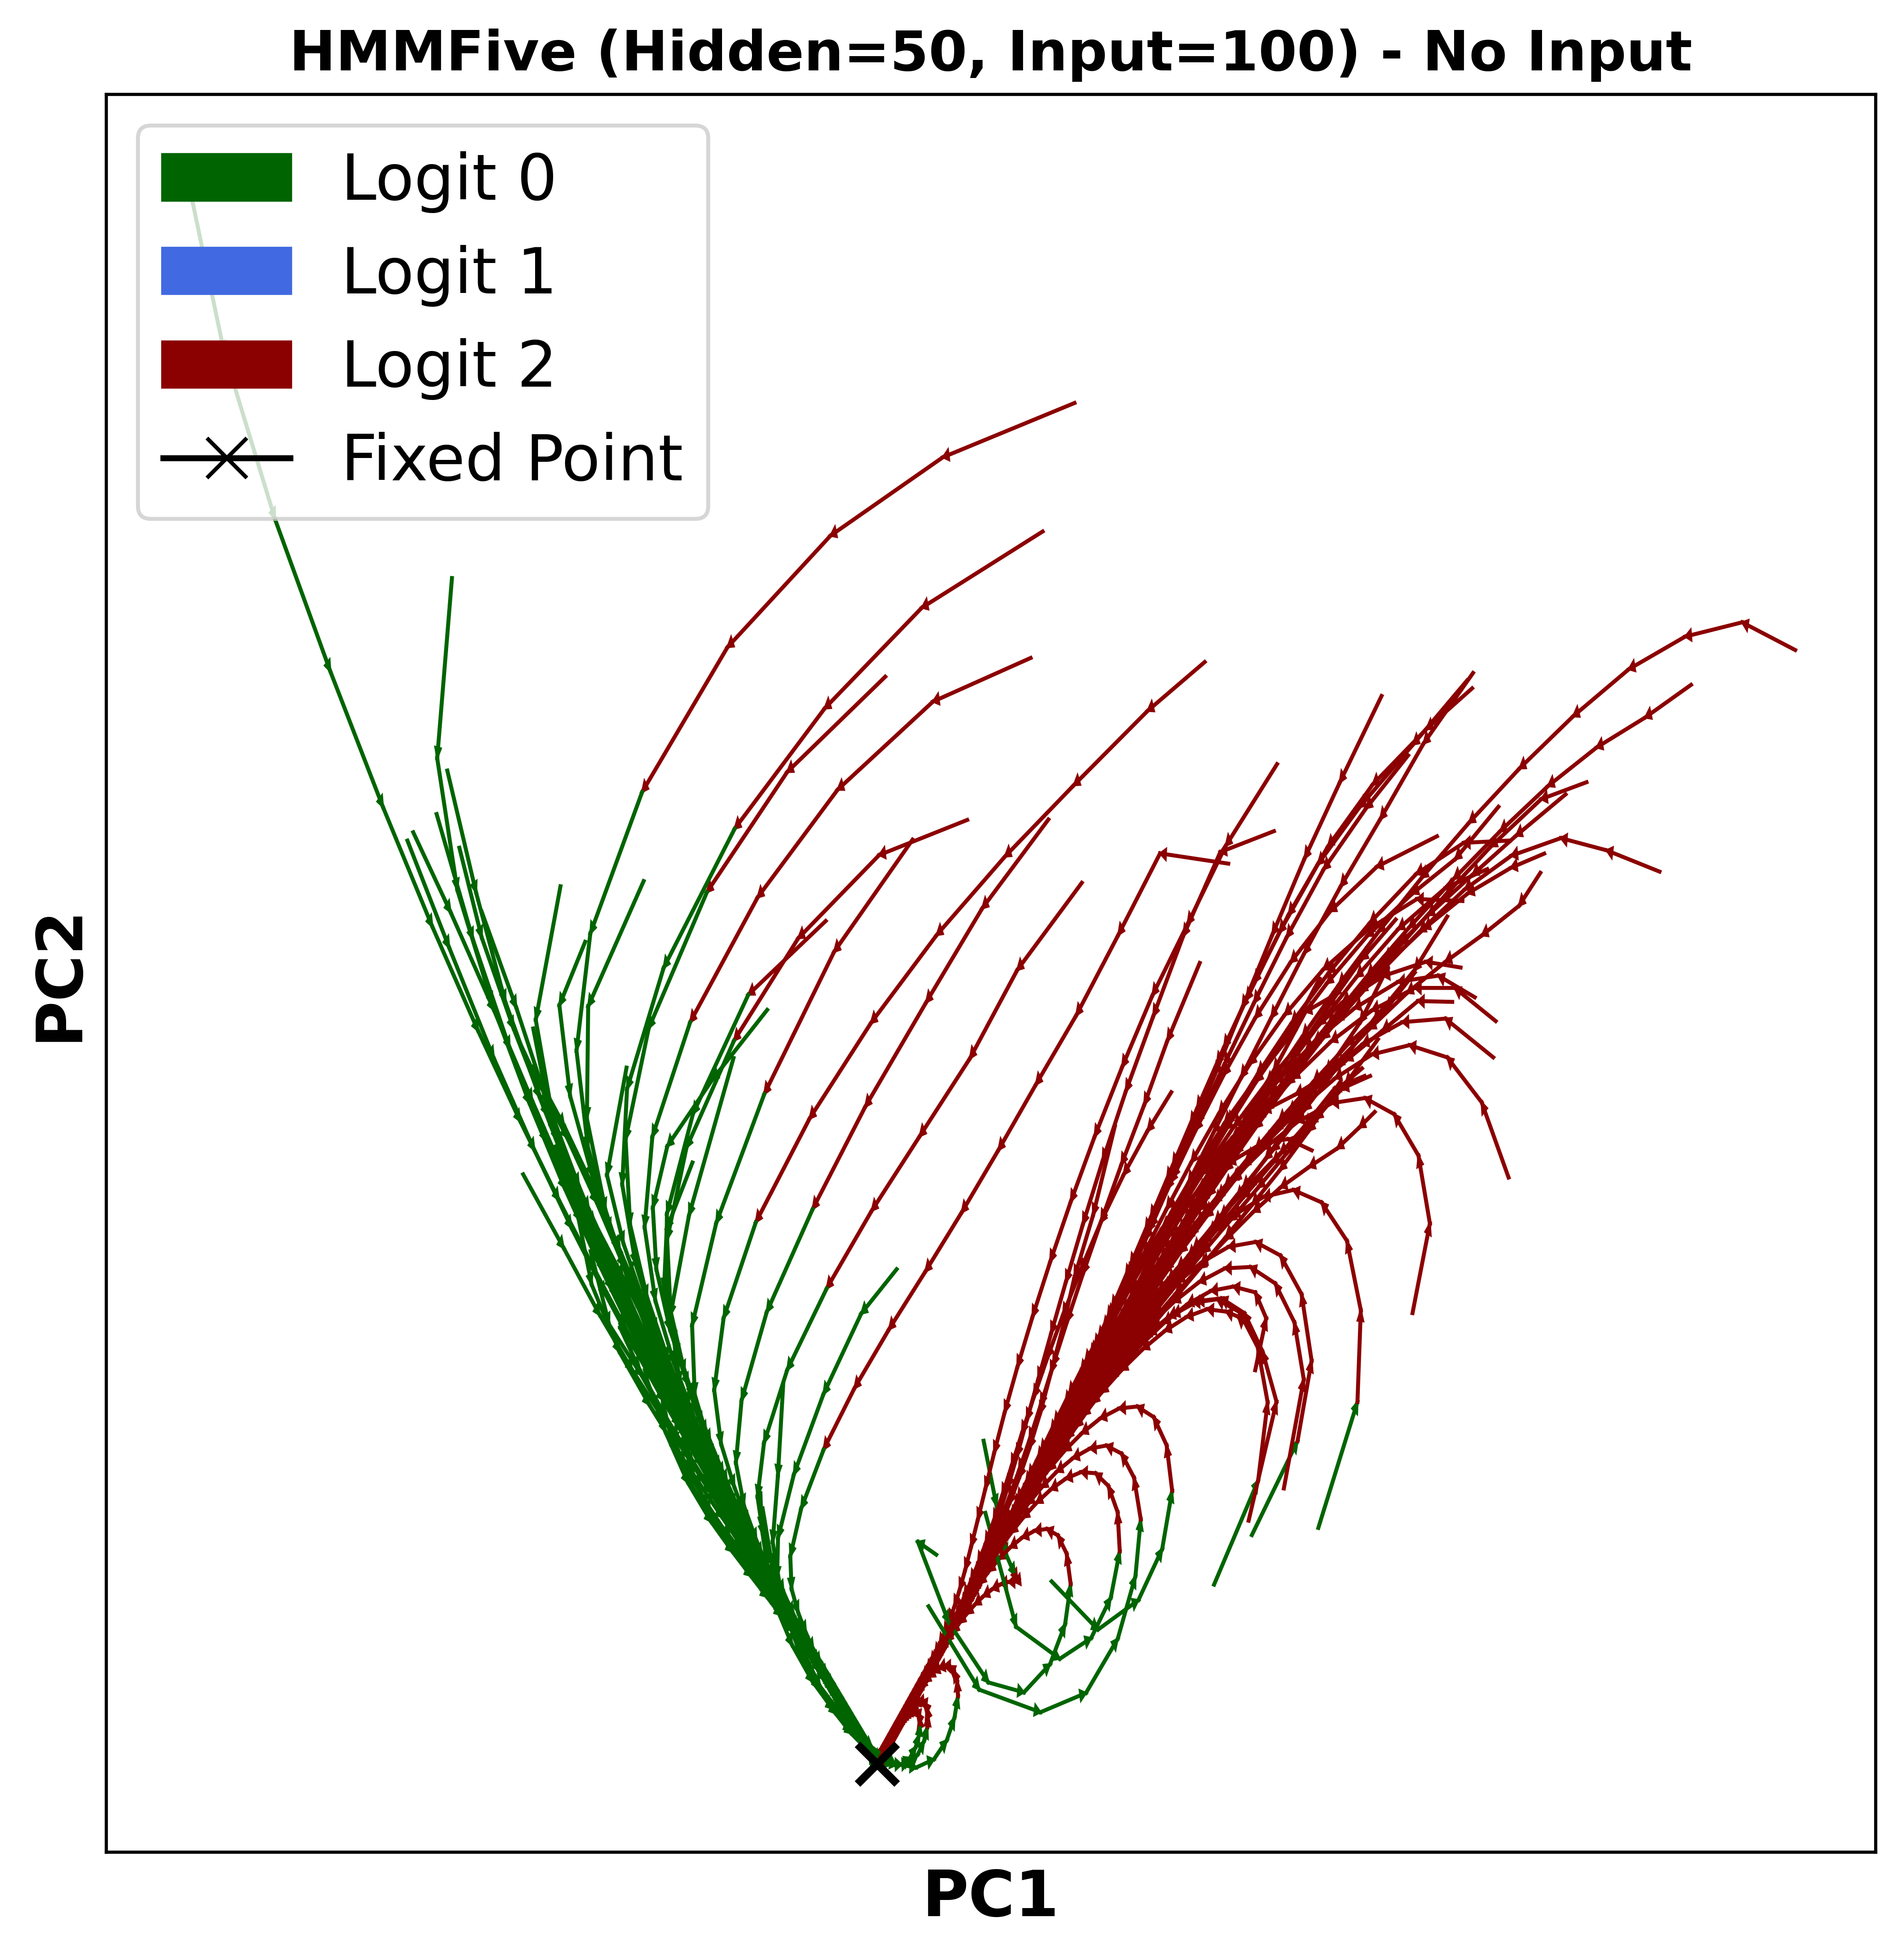 HMMFive (Hidden=50, Input=100) - No Input
Logit 0
Logit 1
Logit 2
Fixed Point
PC2
PC1